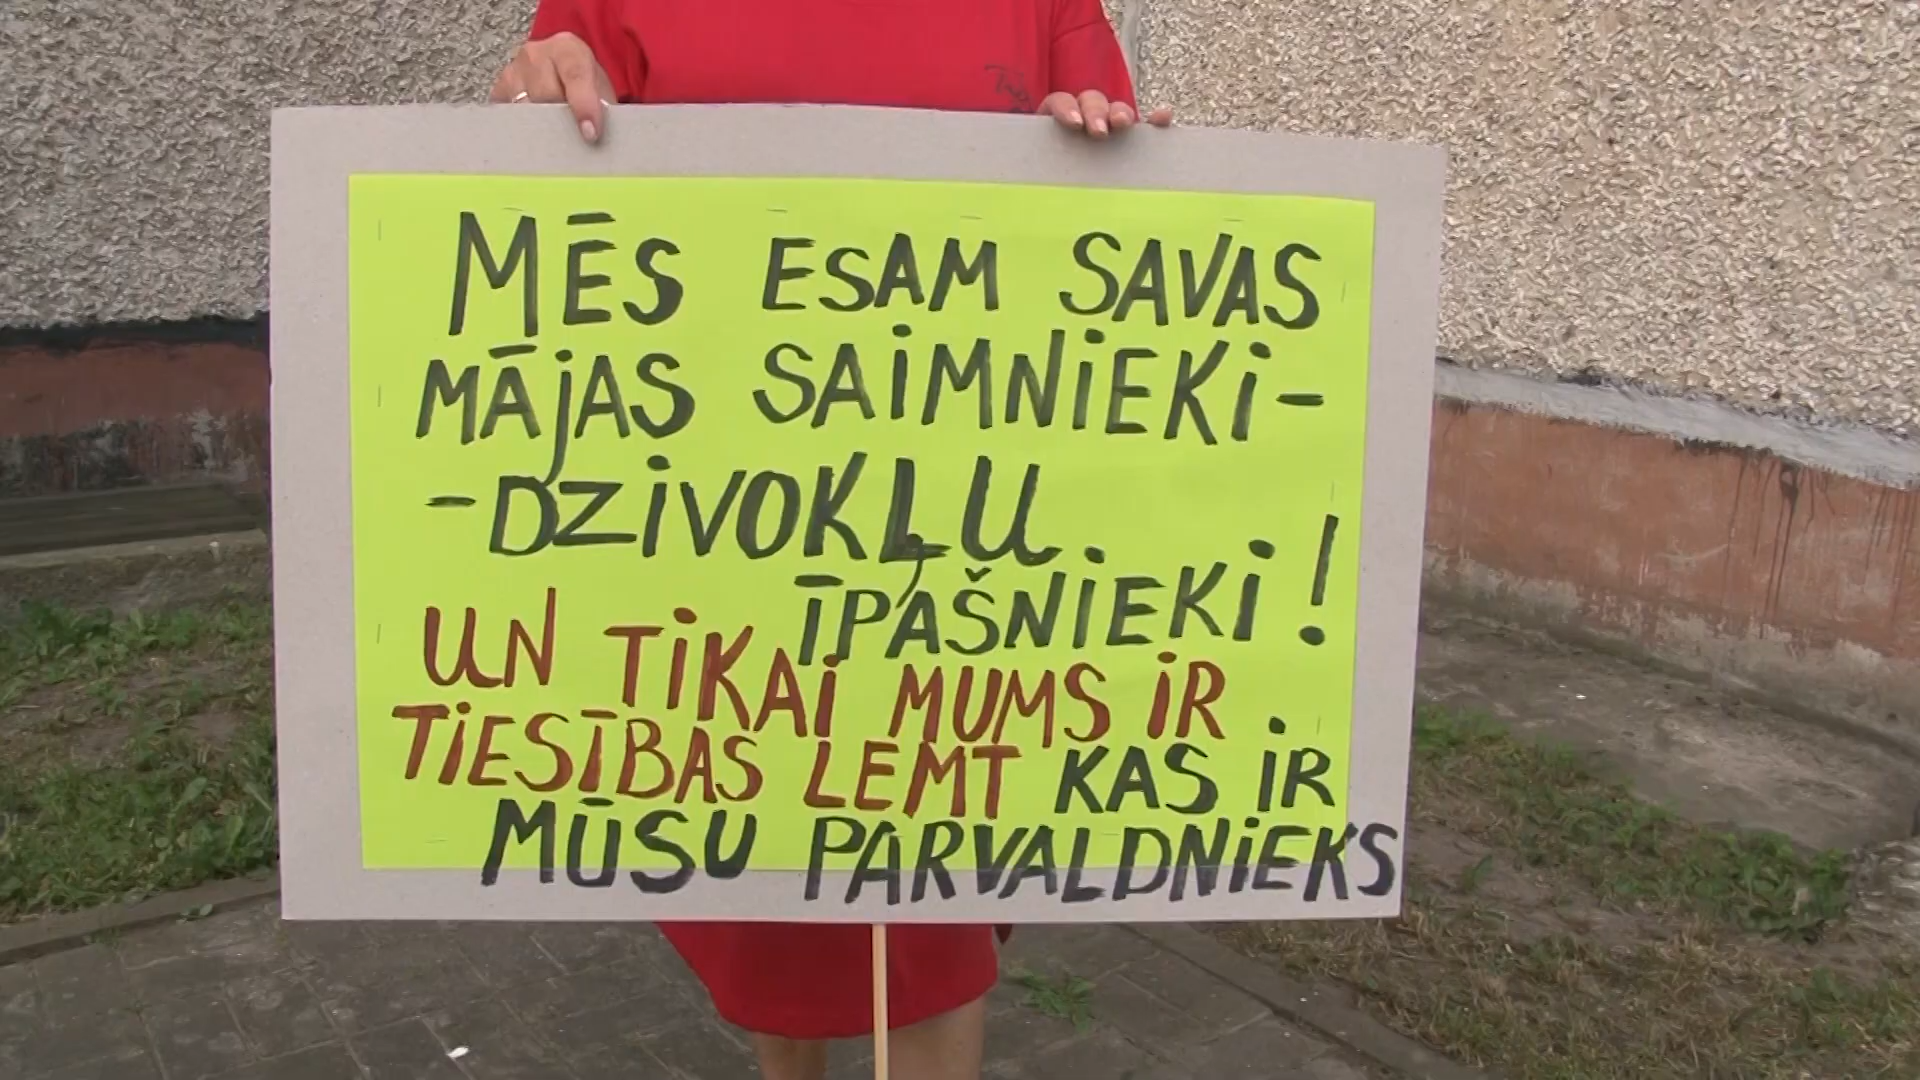 MĒS ESAM SAVAS
MĀJAS SAIMNIEKI-
-DZIVOKĻU
ĪPAŠNIEKI!
UN TIKAI MUMS IR
TIESĪBAS LEMT KAS IR
MŪSU PARVALDNIEKS